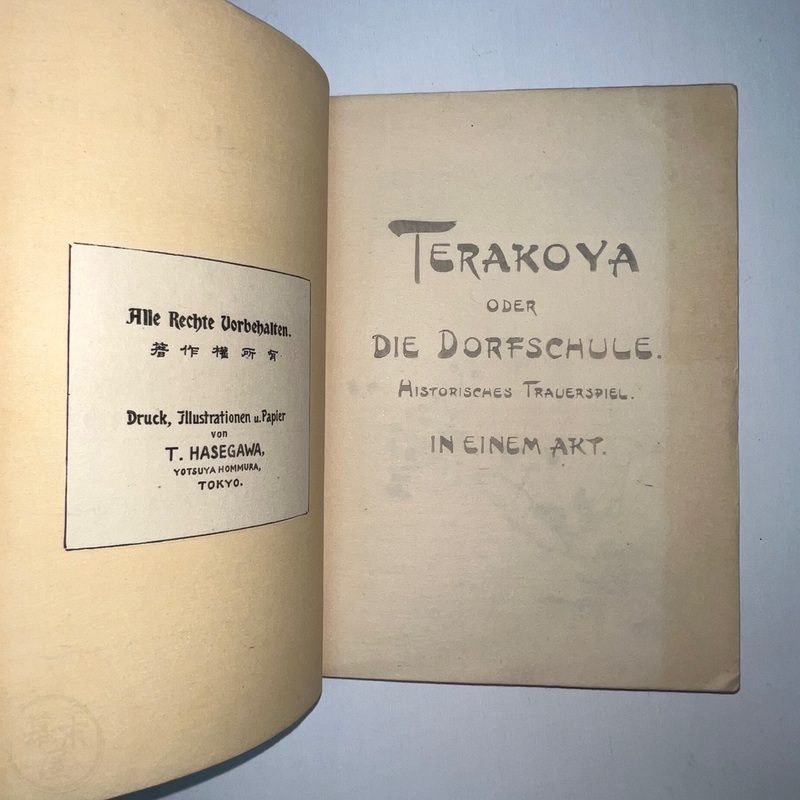 Alle Rechte Vorbehalten.
著作權所有
Druck, Illustrationen u. Papier
von
T. HASEGAWA,
YOTSUYA HOMMURA,
TOKYO.
TERAKOYA
ODER
DIE DORFSCHULE.
HISTORISCHES TRAUERSPIEL.
IN EINEM AKT.